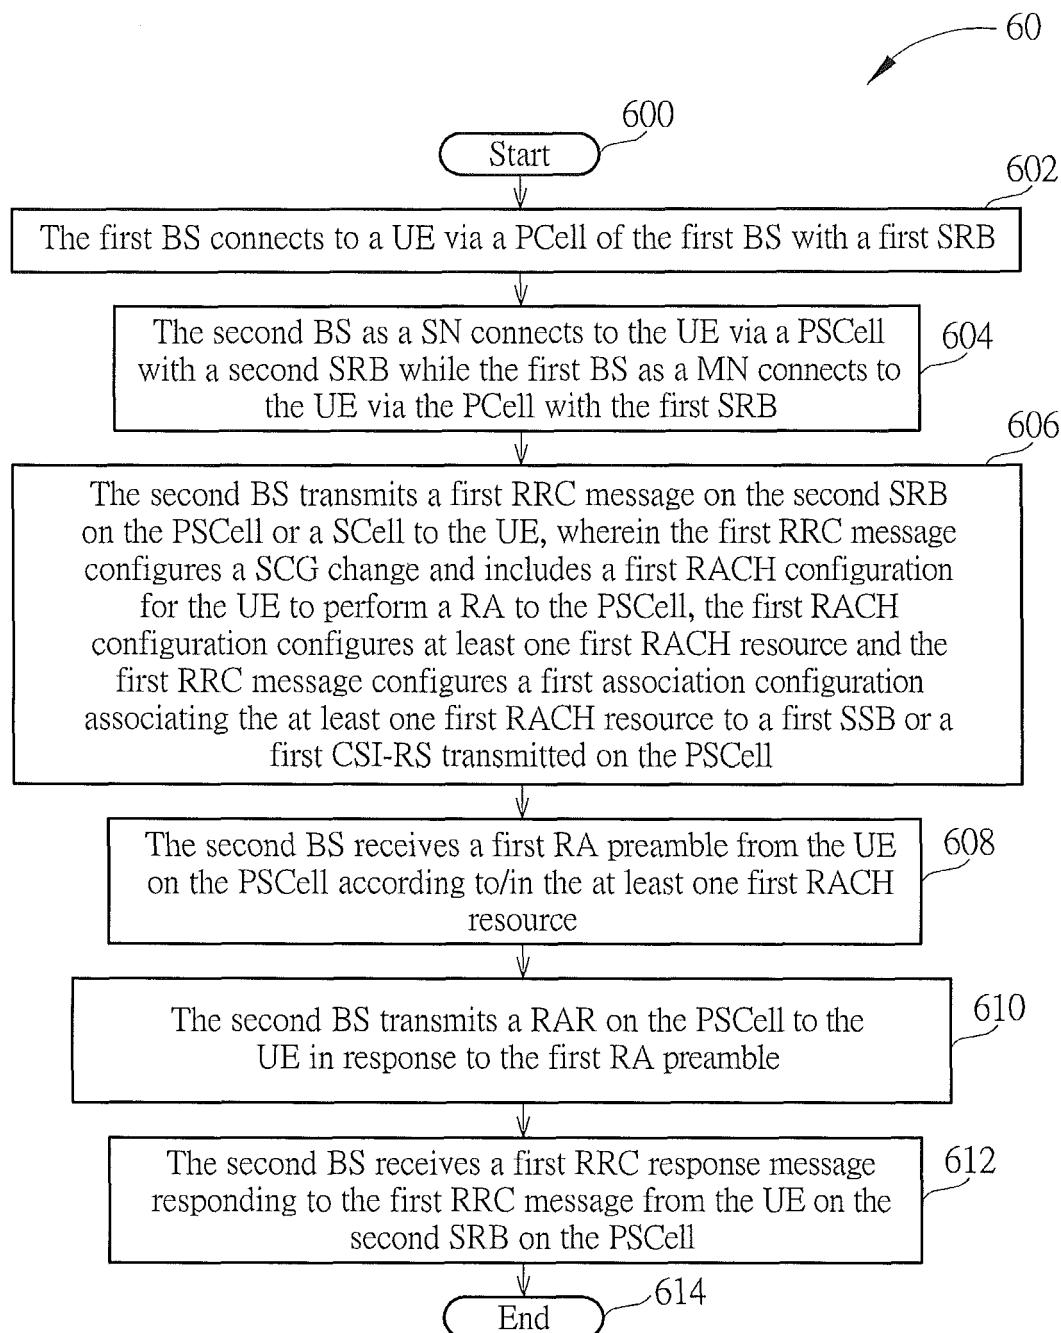 60
600
Start
602
The first BS connects to a UE via a PCell of the first BS with a first SRB
The second BS as a SN connects to the UE via a PSCell
with a second SRB while the first BS as a MN connects to
the UE via the PCell with the first SRB
604
606
The second BS transmits a first RRC message on the second SRB
on the PSCell or a SCell to the UE, wherein the first RRC message
configures a SCG change and includes a first RACH configuration
for the UE to perform a RA to the PSCell, the first RACH
configuration configures at least one first RACH resource and the
first RRC message configures a first association configuration
associating the at least one first RACH resource to a first SSB or a
first CSI-RS transmitted on the PSCell
The second BS receives a first RA preamble from the UE
on the PSCell according to/in the at least one first RACH
resource
608
The second BS transmits a RAR on the PSCell to the
UE in response to the first RA preamble
610
The second BS receives a first RRC response message
responding to the first RRC message from the UE on the
second SRB on the PSCell
612
End
614